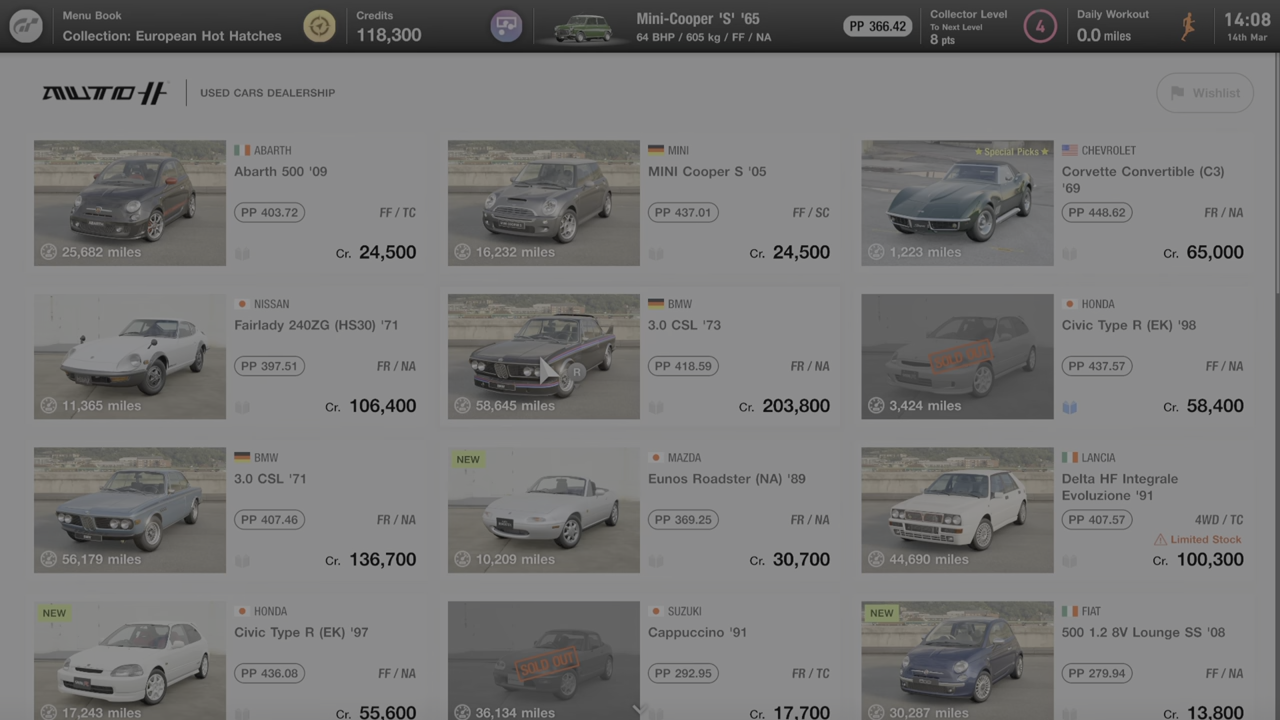 Menu Book
Collection: European Hot Hatches
Credits
118,300
Mini-Cooper 'S' '65
64 BHP / 605 kg / FF / NA
PP 366.42
Collector Level
To Next Level
8 pts
4
Daily Workout
0.0 miles
14:08
14th Mar
AUTO
USED CARS DEALERSHIP
Wishlist
ABARTH
Abarth 500 '09
PP 403.72 FF / TC
25,682 miles
Cr. 24,500
MINI
MINI Cooper S '05
PP 437.01 FF / SC
16,232 miles
Cr. 24,500
★ Special Picks ★
CHEVROLET
Corvette Convertible (C3)
'69
PP 448.62 FR / NA
1,223 miles
Cr. 65,000
NISSAN
Fairlady 240ZG (HS30) '71
PP 397.51 FR / NA
11,365 miles
Cr. 106,400
BMW
3.0 CSL '73
PP 418.59 FR / NA
R
58,645 miles
Cr. 203,800
HONDA
Civic Type R (EK) '98
SOLD OUT
PP 437.57 FF / NA
3,424 miles
Cr. 58,400
BMW
3.0 CSL '71
PP 407.46 FR / NA
56,179 miles
Cr. 136,700
NEW
MAZDA
Eunos Roadster (NA) '89
PP 369.25 FR / NA
10,209 miles
Cr. 30,700
LANCIA
Delta HF Integrale
Evoluzione '91
PP 407.57 4WD / TC
Limited Stock
44,690 miles
Cr. 100,300
NEW
HONDA
Civic Type R (EK) '97
PP 436.08 FF / NA
17,243 miles
Cr. 55,600
SUZUKI
Cappuccino '91
SOLD OUT
PP 292.95 FR / TC
36,134 miles
Cr. 17,700
NEW
FIAT
500 1.2 8V Lounge SS '08
PP 279.94 FF / NA
30,287 miles
Cr. 13,800